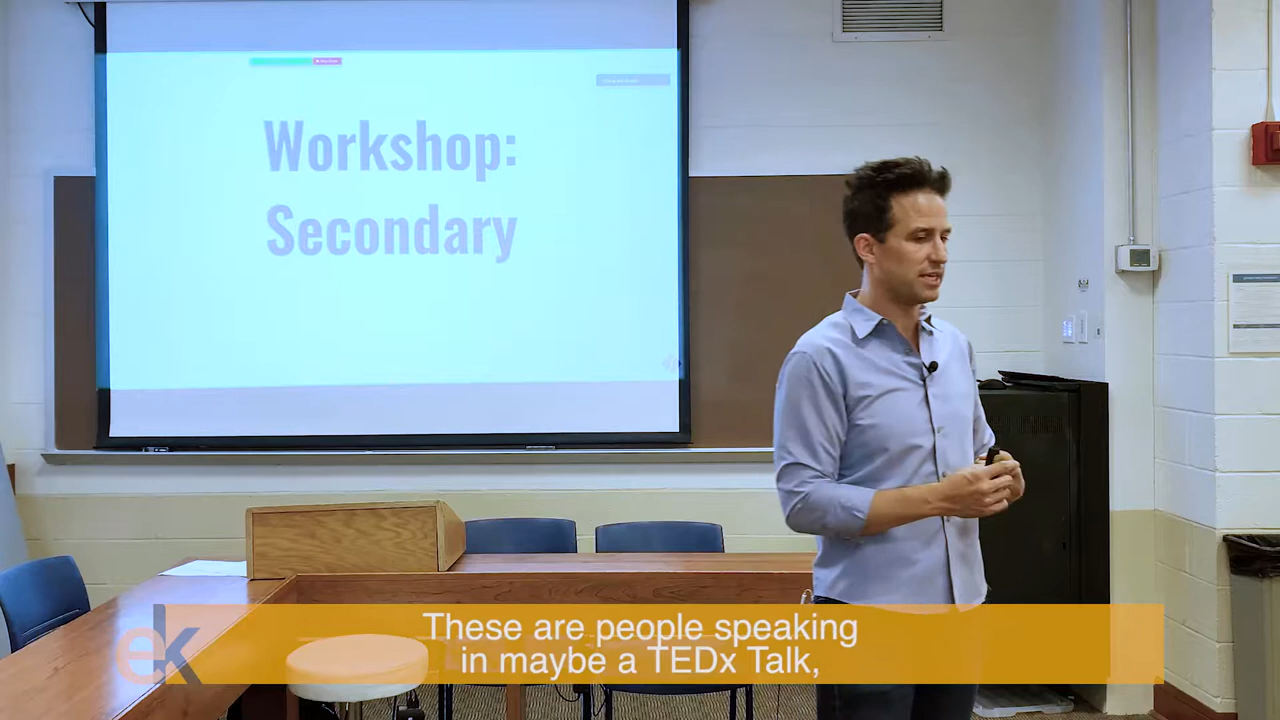 Workshop:
Secondary
ek
These are people speaking
in maybe a TEDx Talk,